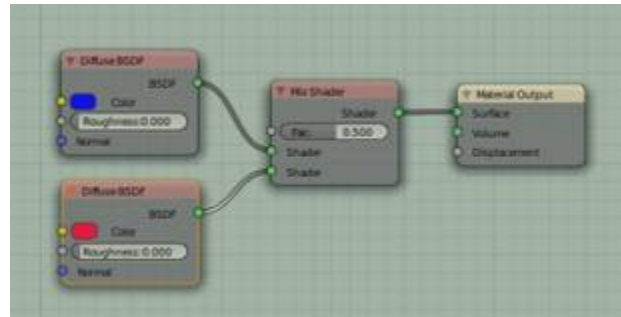 Diffuse BSDF
BSDF
Color
Roughness:0.000
Normal
Diffuse BSDF
BSDF
Color
Roughness:0.000
Normal
Mix Shader
Shader
Fac: 0.500
Shader
Shader
Material Output
Surface
Volume
Displacement